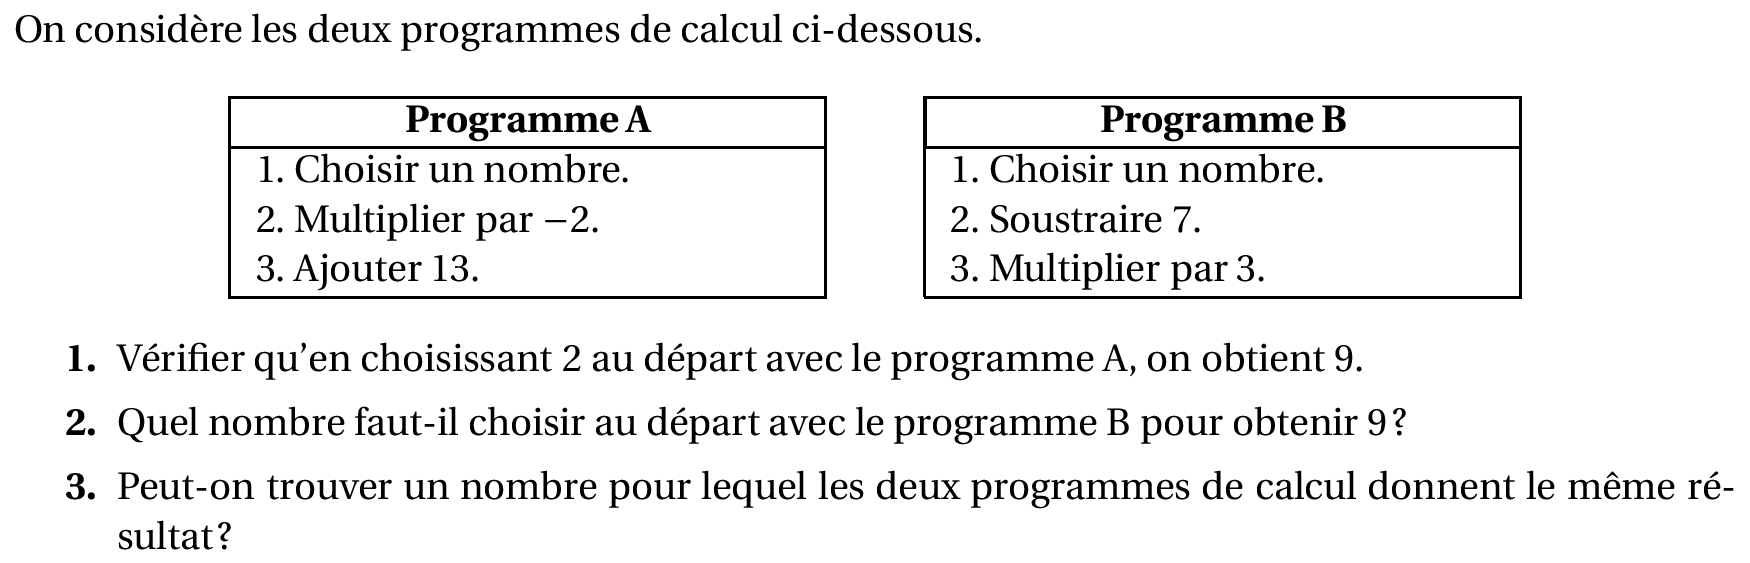 On considère les deux programmes de calcul ci-dessous.
Programme A
1. Choisir un nombre.
2. Multiplier par −2.
3. Ajouter 13.
Programme B
1. Choisir un nombre.
2. Soustraire 7.
3. Multiplier par 3.
1. Vérifier qu’en choisissant 2 au départ avec le programme A, on obtient 9.
2. Quel nombre faut-il choisir au départ avec le programme B pour obtenir 9 ?
3. Peut-on trouver un nombre pour lequel les deux programmes de calcul donnent le même ré-
sultat ?